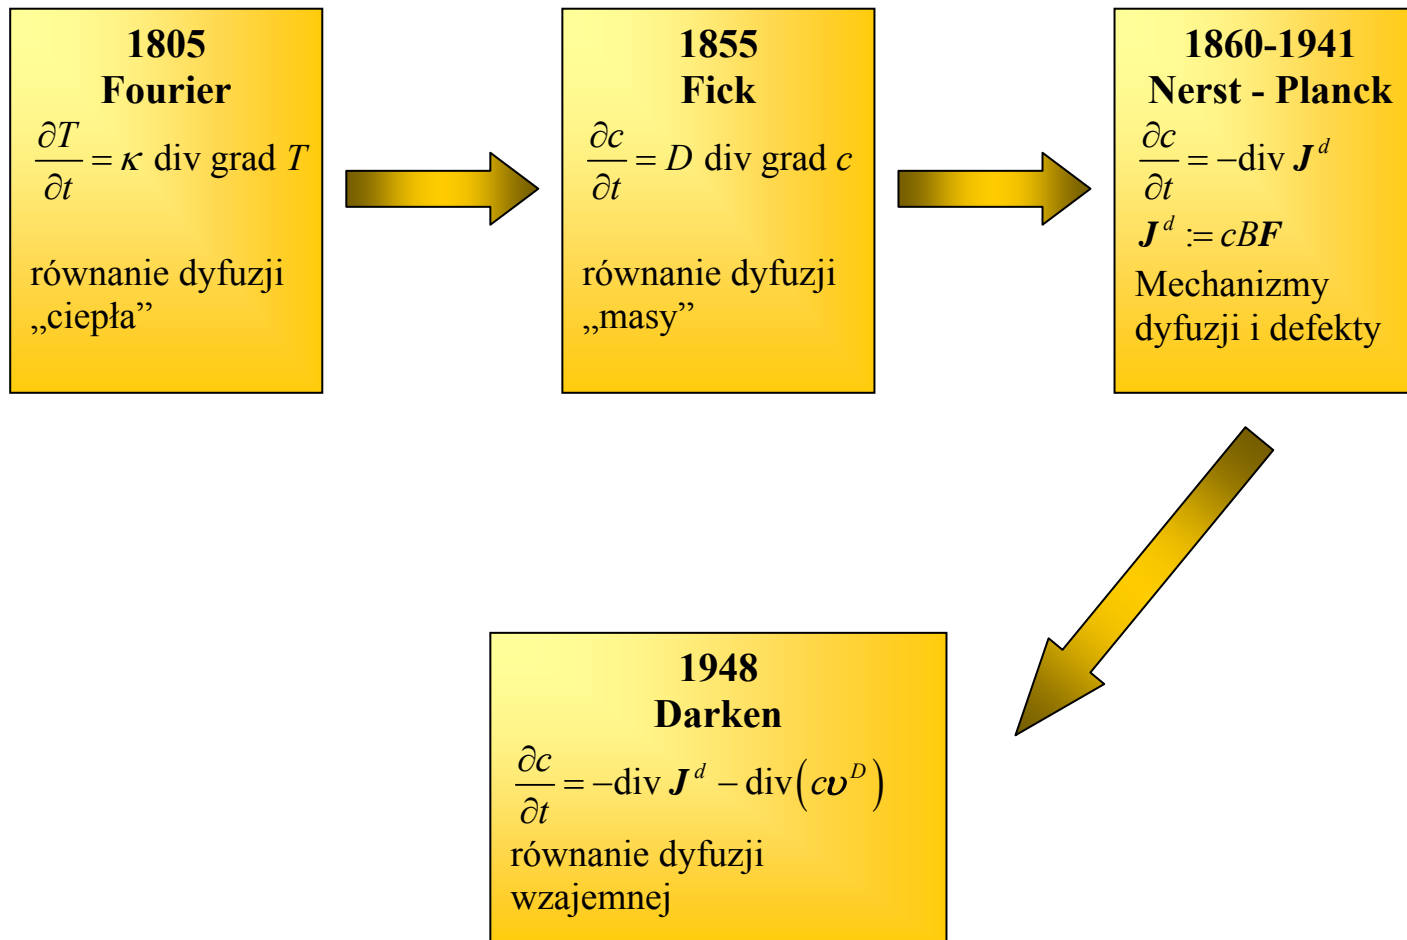 1805
Fourier
∂T/∂t = κ div grad T
równanie dyfuzji
„ciepła”
1855
Fick
∂c/∂t = D div grad c
równanie dyfuzji
„masy”
1860-1941
Nerst - Planck
∂c/∂t = −div J^d
J^d := cBF
Mechanizmy
dyfuzji i defekty
1948
Darken
∂c/∂t = −div J^d − div(cυ^D)
równanie dyfuzji
wzajemnej